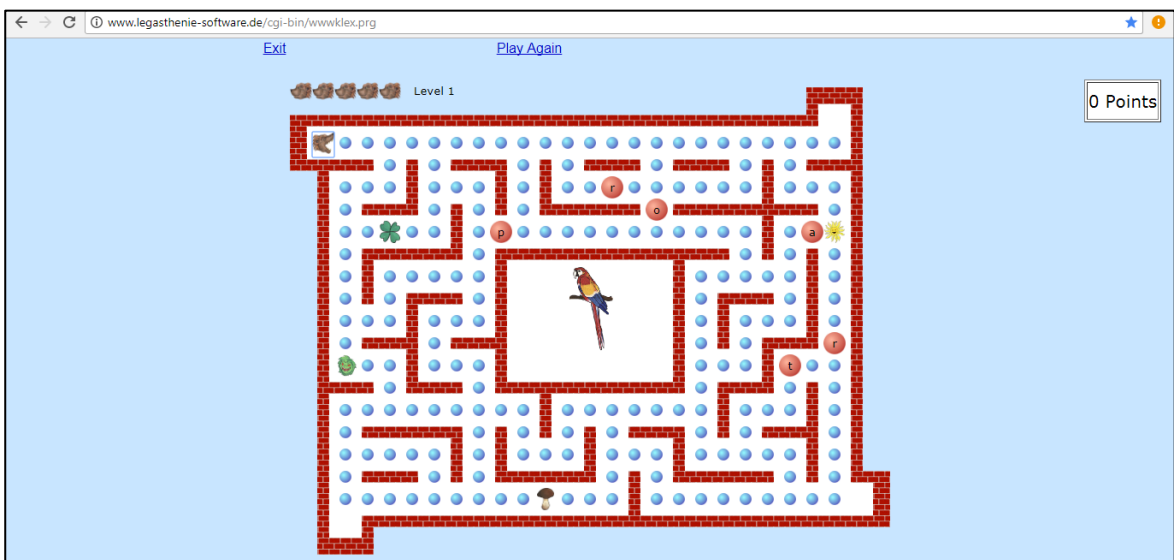 www.legasthenie-software.de/cgi-bin/wwwklex.prg
Exit Play Again
Level 1
0 Points
r
o
p a -
r
t